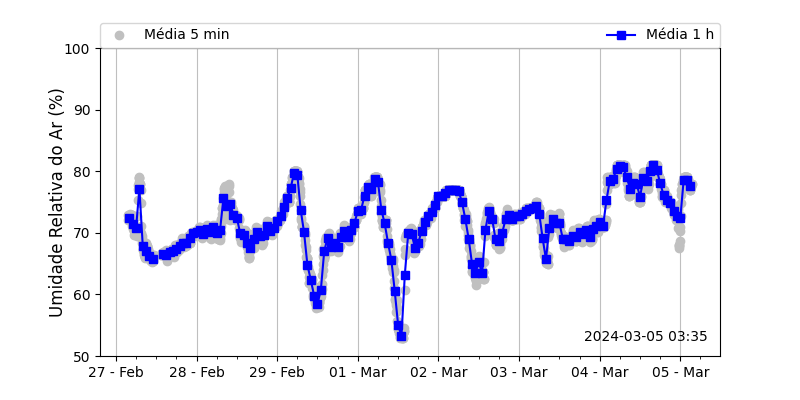 Média 5 min
Média 1 h
Umidade Relativa do Ar (%)
100
90
80
70
60
50
2024-03-05 03:35
27 - Feb
28 - Feb
29 - Feb
01 - Mar
02 - Mar
03 - Mar
04 - Mar
05 - Mar